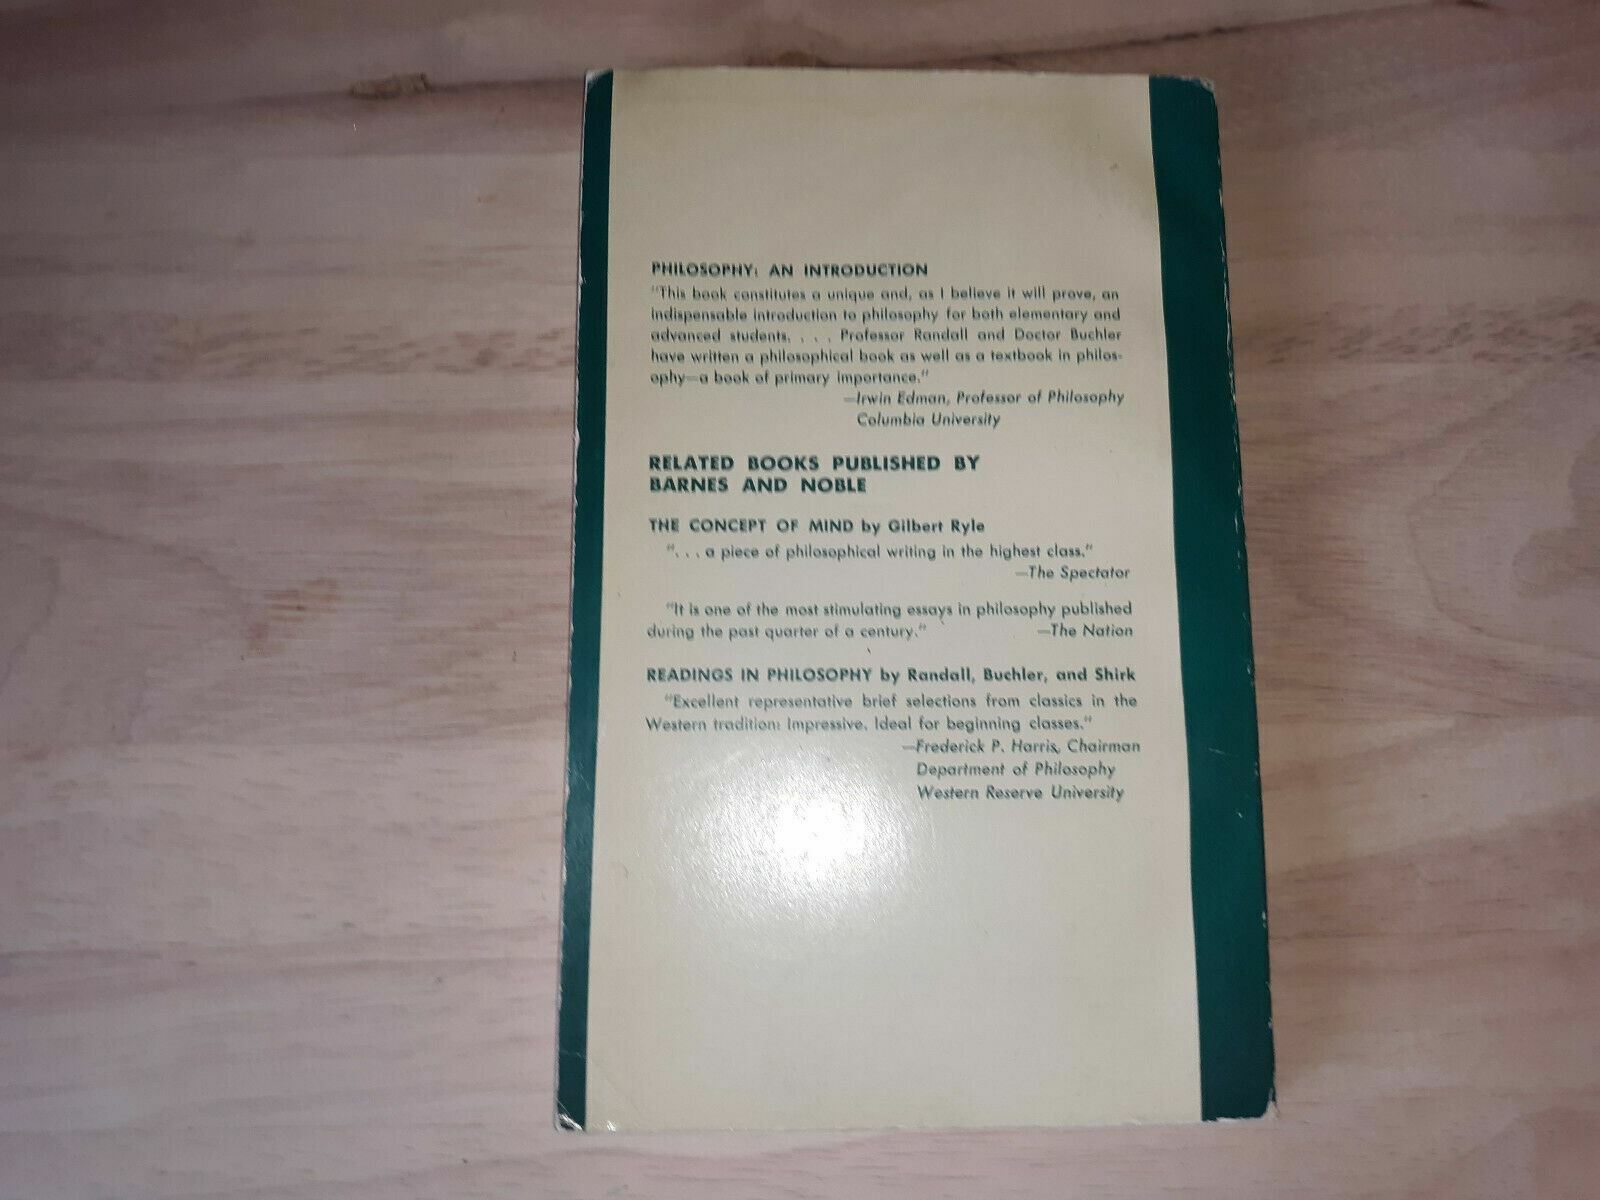 PHILOSOPHY: AN INTRODUCTION
"This book constitutes a unique and, as I believe it will prove, an
indispensable introduction to philosophy for both elementary and
advanced students. . . . Professor Randall and Doctor Buchler
have written a philosophical book as well as a textbook in philos-
ophy—a book of primary importance."
—Irwin Edman, Professor of Philosophy
Columbia University
RELATED BOOKS PUBLISHED BY
BARNES AND NOBLE
THE CONCEPT OF MIND by Gilbert Ryle
". . . a piece of philosophical writing in the highest class."
—The Spectator
"It is one of the most stimulating essays in philosophy published
during the past quarter of a century." —The Nation
READINGS IN PHILOSOPHY by Randall, Buchler, and Shirk
"Excellent representative brief selections from classics in the
Western tradition: Impressive. Ideal for beginning classes."
—Frederick P. Harris, Chairman
Department of Philosophy
Western Reserve University